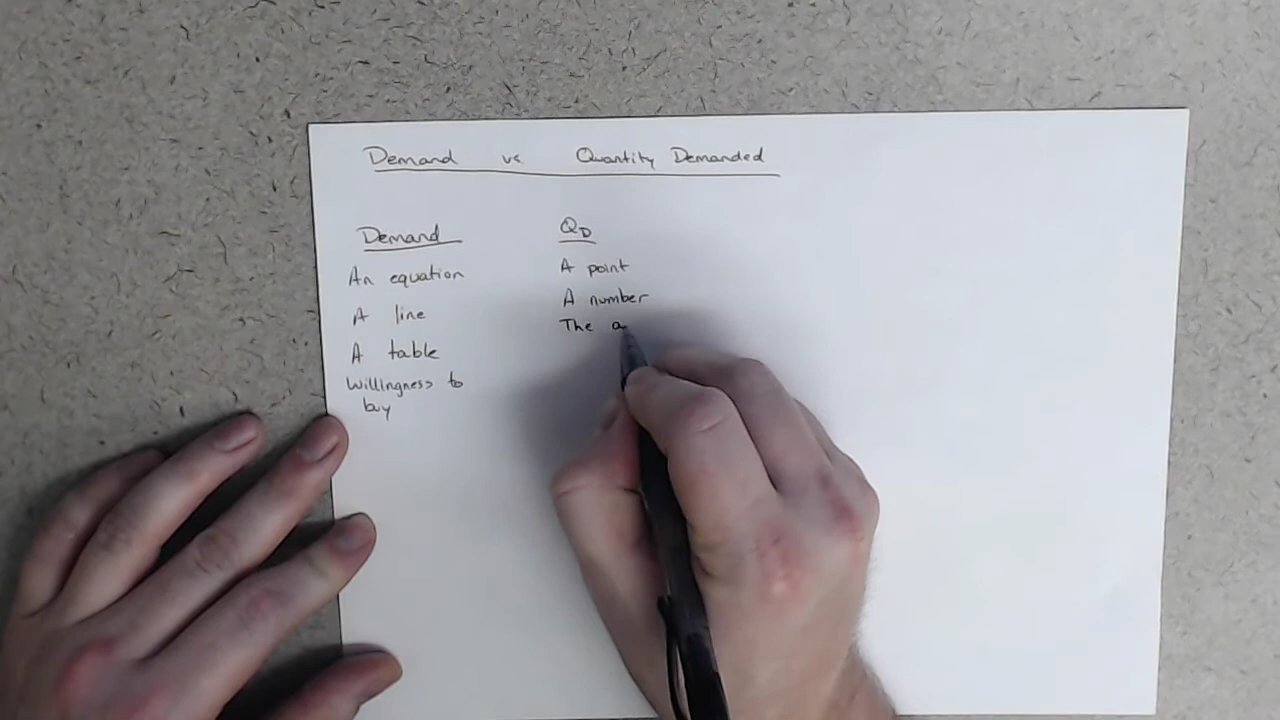 Demand vs Quantity Demanded
Demand
An equation
A line
A table
Willingness to
buy
QD
A point
A number
The a